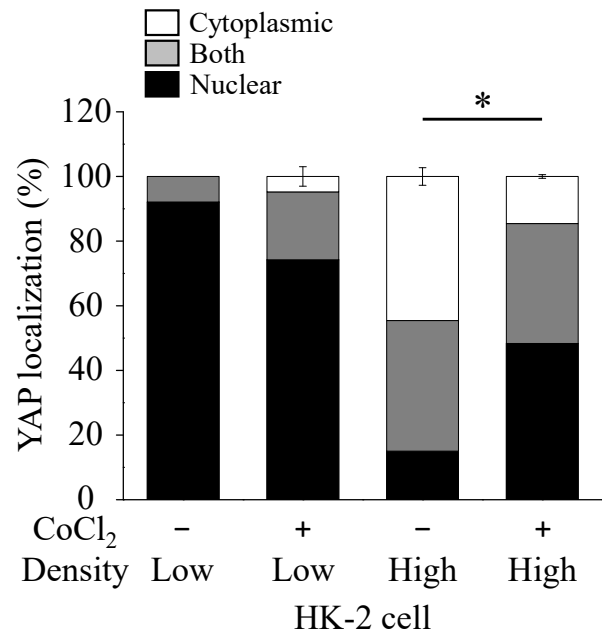 Cytoplasmic
Both
Nuclear
*
120
100
80
60
40
20
0
YAP localization (%)
CoCl₂ − + − +
Density Low Low High High
HK-2 cell